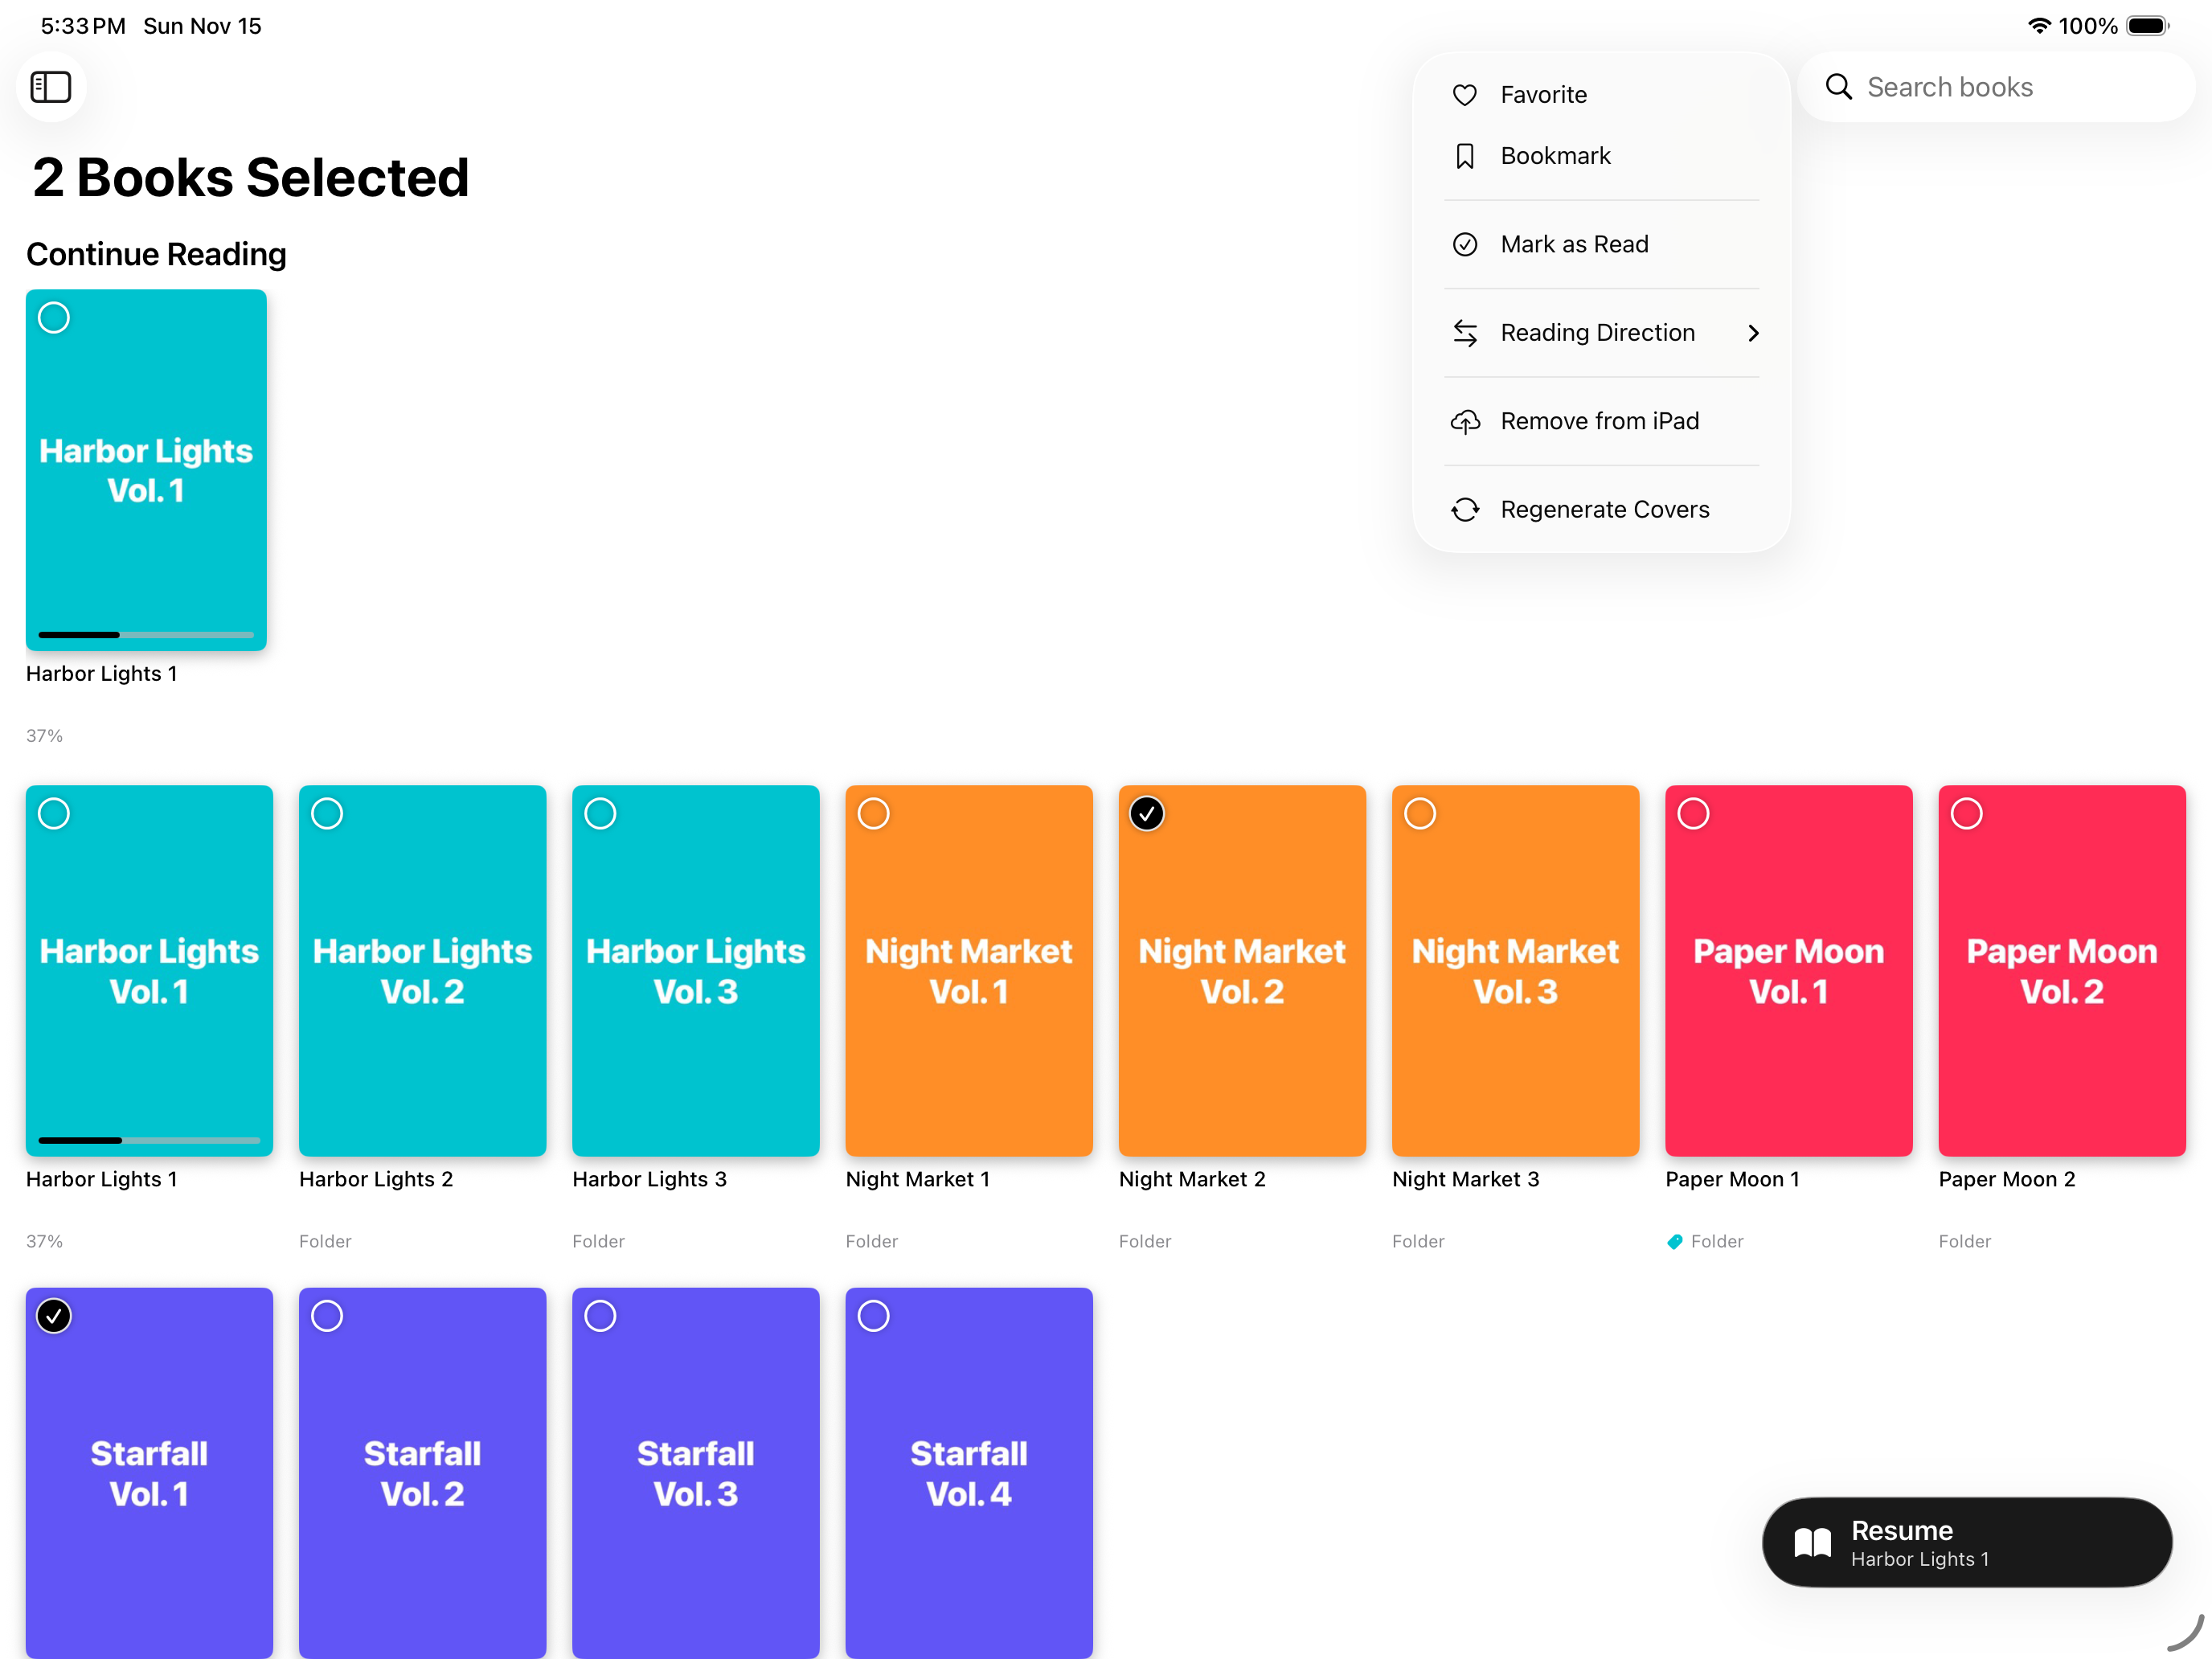 5:33 PM Sun Nov 15
100%
Search books
Favorite
Bookmark
Mark as Read
Reading Direction
Remove from iPad
Regenerate Covers
2 Books Selected
Continue Reading
Harbor Lights
Vol. 1
Harbor Lights 1
37%
Harbor Lights
Vol. 1
Harbor Lights 1
37%
Harbor Lights
Vol. 2
Harbor Lights 2
Folder
Harbor Lights
Vol. 3
Harbor Lights 3
Folder
Night Market
Vol. 1
Night Market 1
Folder
Night Market
Vol. 2
Night Market 2
Folder
Night Market
Vol. 3
Night Market 3
Folder
Paper Moon
Vol. 1
Paper Moon 1
Folder
Paper Moon
Vol. 2
Paper Moon 2
Folder
Starfall
Vol. 1
Starfall
Vol. 2
Starfall
Vol. 3
Starfall
Vol. 4
Resume
Harbor Lights 1